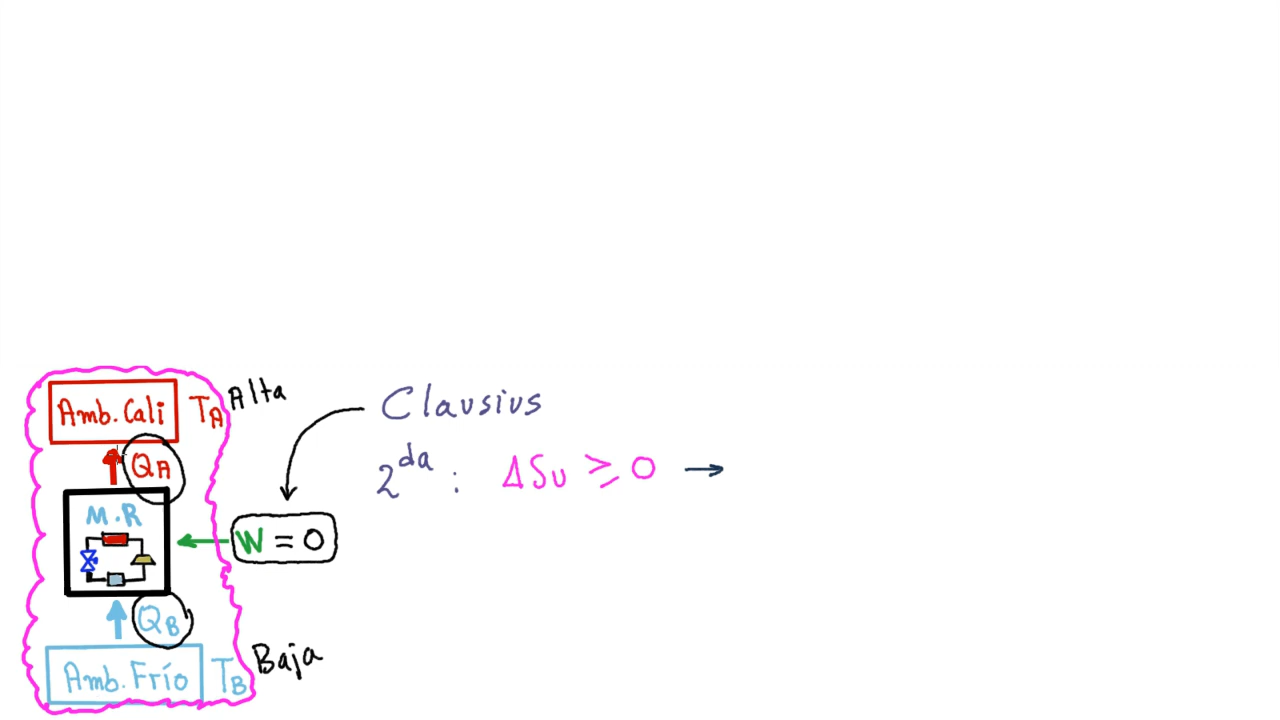 Amb. Cali TA Alta
QA
M.R
W = 0
QB
Amb. Frío TB Baja
Clausius
2da : ΔSu ≥ 0 →